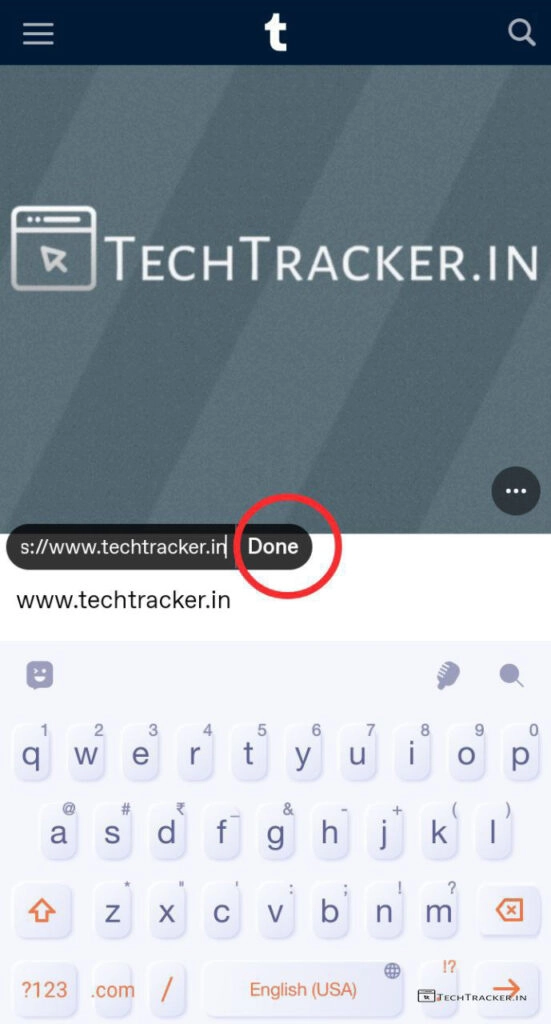 t
TECHTRACKER.IN
s://www.techtracker.in Done
www.techtracker.in
1 2 3 4 5 6 7 8 9 0
q w e r t y u i o p
@ # ₹ _ & - + ( )
a s d f g h j k l
* " ' : ; ! ?
z x c v b n m
!?
?123 .com / English (USA)
TECHTRACKER.IN